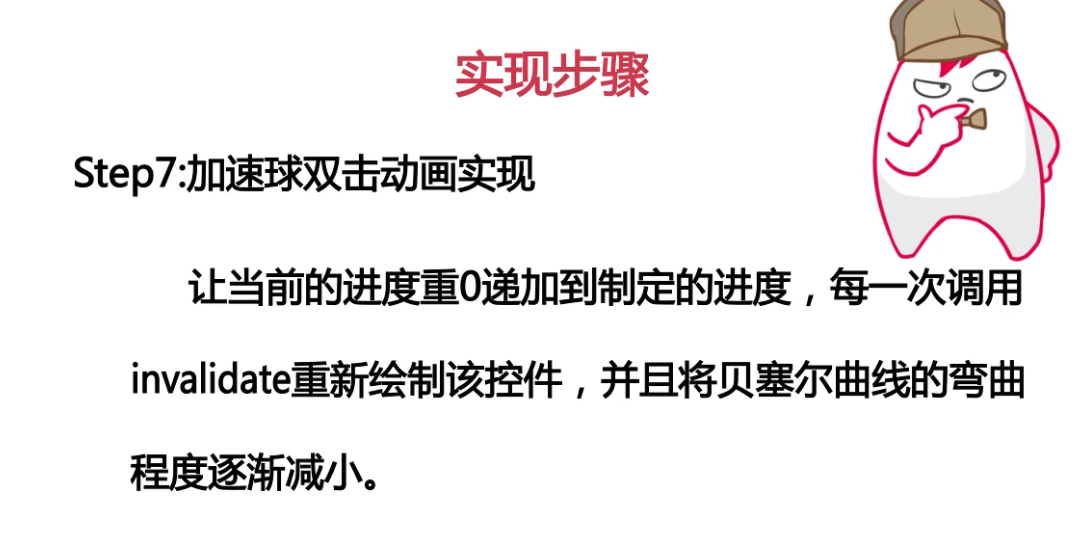 实现步骤
Step7:加速球双击动画实现
让当前的进度重0递加到制定的进度，每一次调用
invalidate重新绘制该控件，并且将贝塞尔曲线的弯曲
程度逐渐减小。